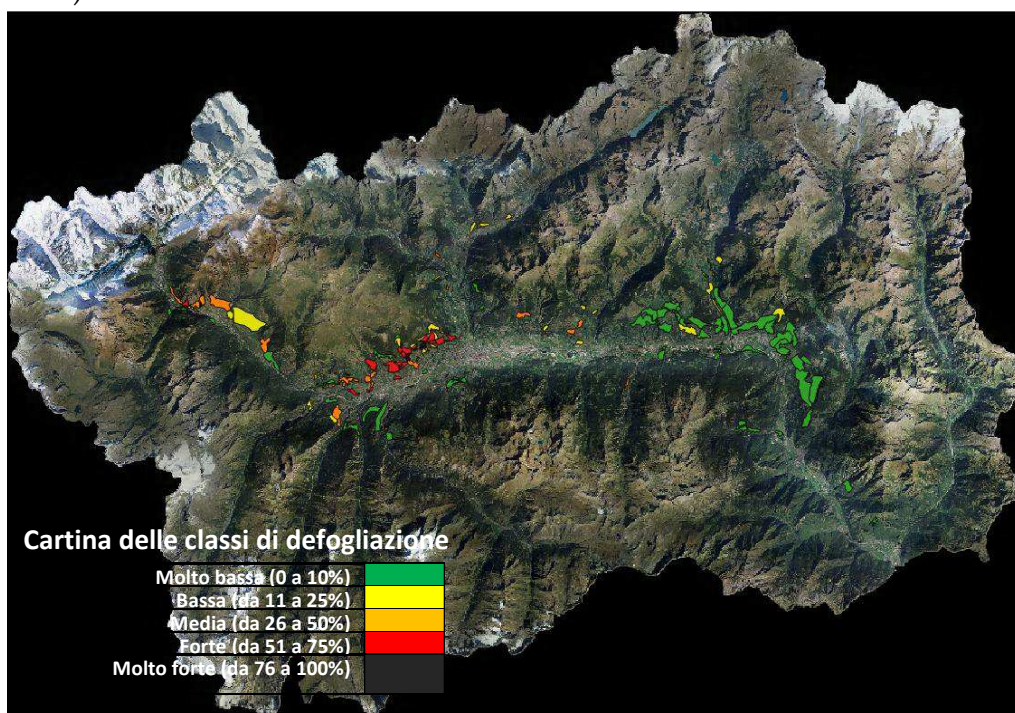 Cartina delle classi di defogliazione
Molto bassa (0 a 10%)
Bassa (da 11 a 25%)
Media (da 26 a 50%)
Forte (da 51 a 75%)
Molto forte (da 76 a 100%)